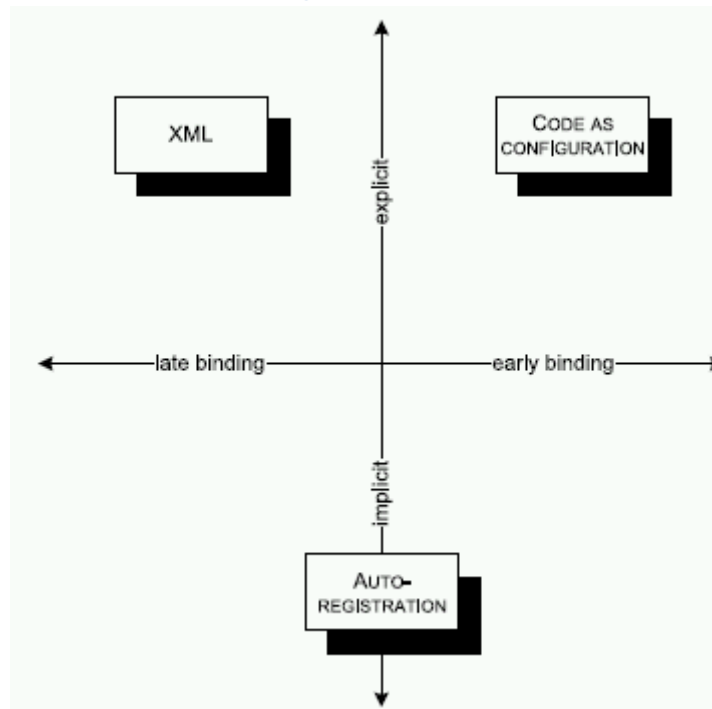 XML
CODE AS
CONFIGURATION
explicit
late binding
early binding
implicit
AUTO-
REGISTRATION